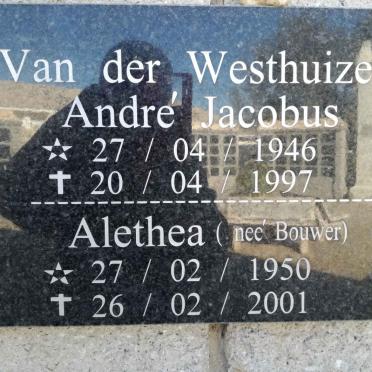 Van der Westhuize
André Jacobus
☆ 27 / 04 / 1946
✝ 20 / 04 / 1997
Alethea ( neé Bouwer)
☆ 27 / 02 / 1950
✝ 26 / 02 / 2001